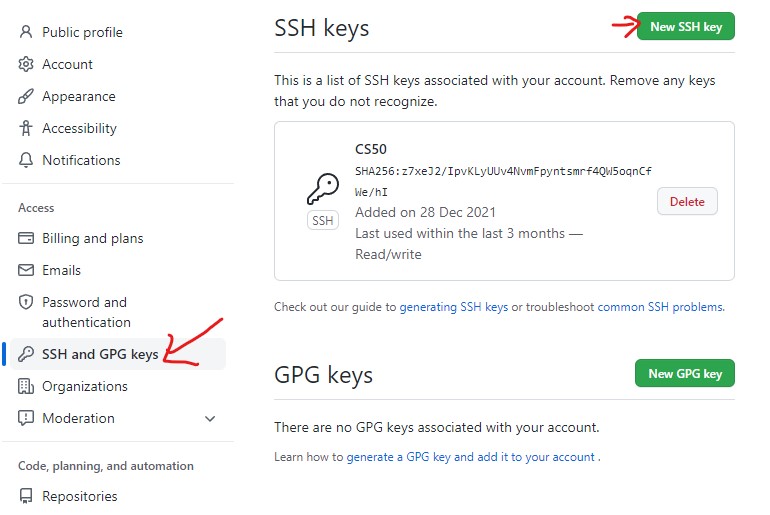 Public profile
Account
Appearance
Accessibility
Notifications
Access
Billing and plans
Emails
Password and
authentication
SSH and GPG keys
Organizations
Moderation
Code, planning, and automation
Repositories
SSH keys
New SSH key
This is a list of SSH keys associated with your account. Remove any keys
that you do not recognize.
CS50
SHA256:z7xeJ2/IpvKLyUUv4NvmFpyntsmrf4QW5oqnCf
We/hI
SSH
Added on 28 Dec 2021
Last used within the last 3 months —
Read/write
Delete
Check out our guide to generating SSH keys or troubleshoot common SSH problems.
GPG keys
New GPG key
There are no GPG keys associated with your account.
Learn how to generate a GPG key and add it to your account .